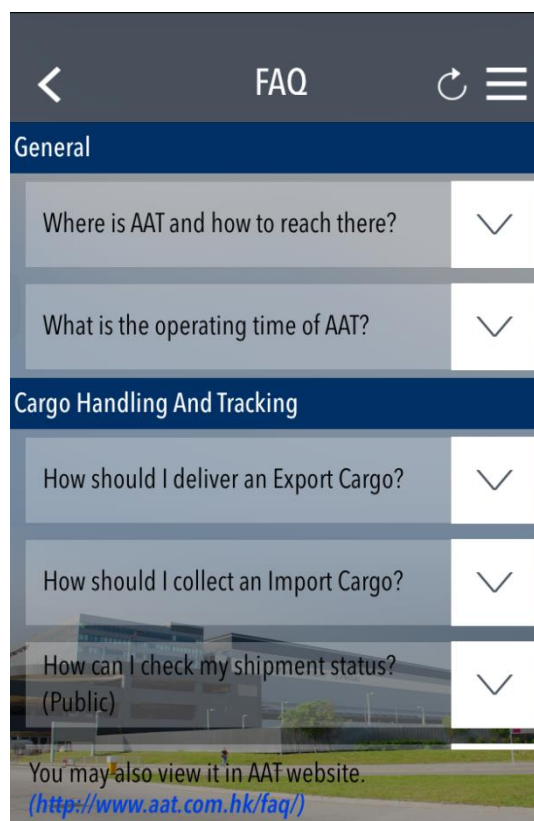 FAQ
General
Where is AAT and how to reach there?
What is the operating time of AAT?
Cargo Handling And Tracking
How should I deliver an Export Cargo?
How should I collect an Import Cargo?
How can I check my shipment status?
(Public)
You may also view it in AAT website.
(http://www.aat.com.hk/faq/)